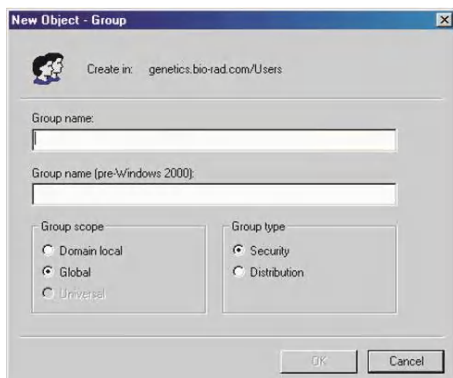 New Object - Group
Create in: genetics.bio-rad.com/Users
Group name:
Group name (pre-Windows 2000):
Group scope
Domain local
Global
Universal
Group type
Security
Distribution
OK
Cancel